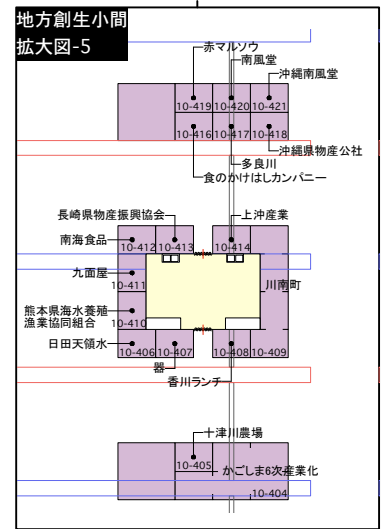 地方創生小間
拡大図-5
赤マルソウ
南風堂
沖縄南風堂
10-419
10-420
10-421
10-416
10-417
10-418
沖縄県物産公社
多良川
食のかけはしカンパニー
長崎県物産振興協会
上沖産業
南海食品
10-412
10-413
10-414
九面屋
10-411
川南町
熊本県海水養殖
漁業協同組合
10-410
日田天領水
10-406
10-407
10-408
10-409
器
香川ランチ
十津川農場
10-405
かごしま6次産業化
10-404